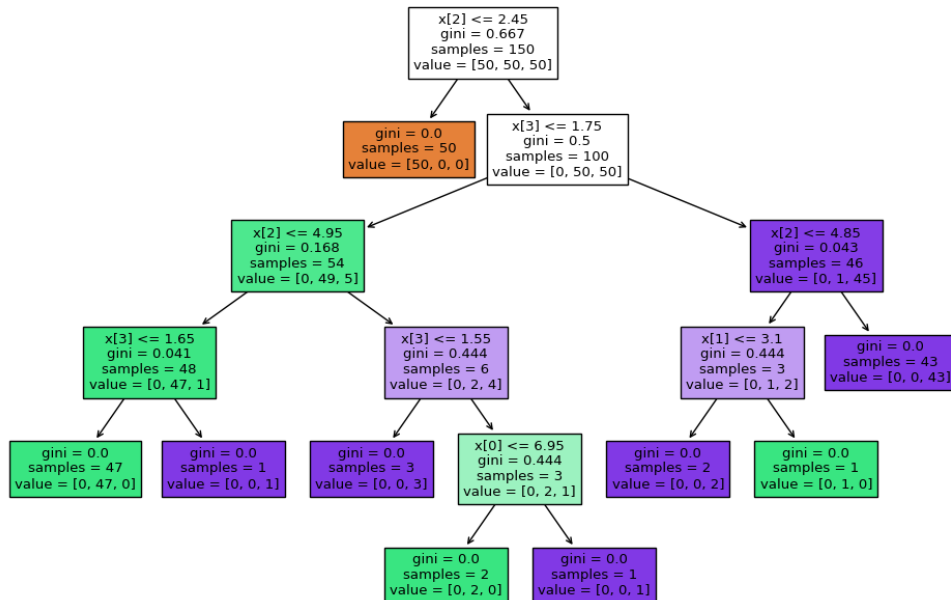 x[2] <= 2.45
gini = 0.667
samples = 150
value = [50, 50, 50]
gini = 0.0
samples = 50
value = [50, 0, 0]
x[3] <= 1.75
gini = 0.5
samples = 100
value = [0, 50, 50]
x[2] <= 4.95
gini = 0.168
samples = 54
value = [0, 49, 5]
x[2] <= 4.85
gini = 0.043
samples = 46
value = [0, 1, 45]
x[3] <= 1.65
gini = 0.041
samples = 48
value = [0, 47, 1]
x[3] <= 1.55
gini = 0.444
samples = 6
value = [0, 2, 4]
x[1] <= 3.1
gini = 0.444
samples = 3
value = [0, 1, 2]
gini = 0.0
samples = 43
value = [0, 0, 43]
gini = 0.0
samples = 47
value = [0, 47, 0]
gini = 0.0
samples = 1
value = [0, 0, 1]
gini = 0.0
samples = 3
value = [0, 0, 3]
x[0] <= 6.95
gini = 0.444
samples = 3
value = [0, 2, 1]
gini = 0.0
samples = 2
value = [0, 0, 2]
gini = 0.0
samples = 1
value = [0, 1, 0]
gini = 0.0
samples = 2
value = [0, 2, 0]
gini = 0.0
samples = 1
value = [0, 0, 1]